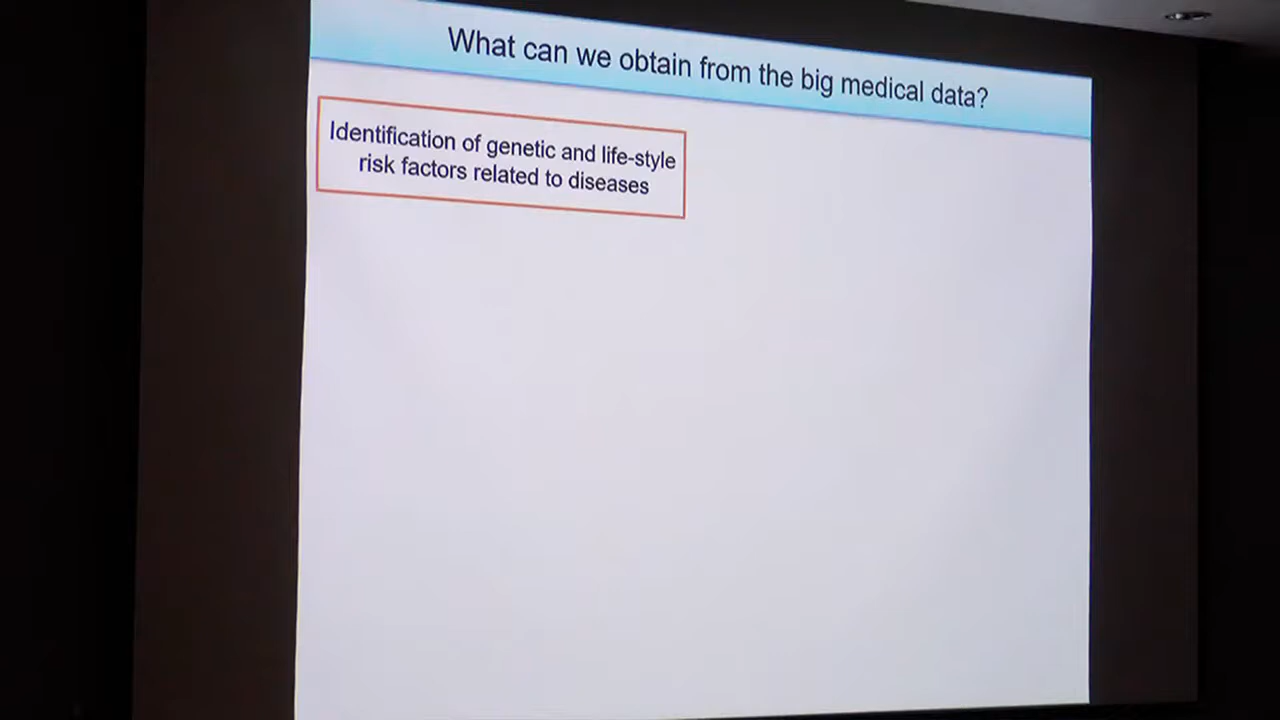 What can we obtain from the big medical data?
Identification of genetic and life-style
risk factors related to diseases